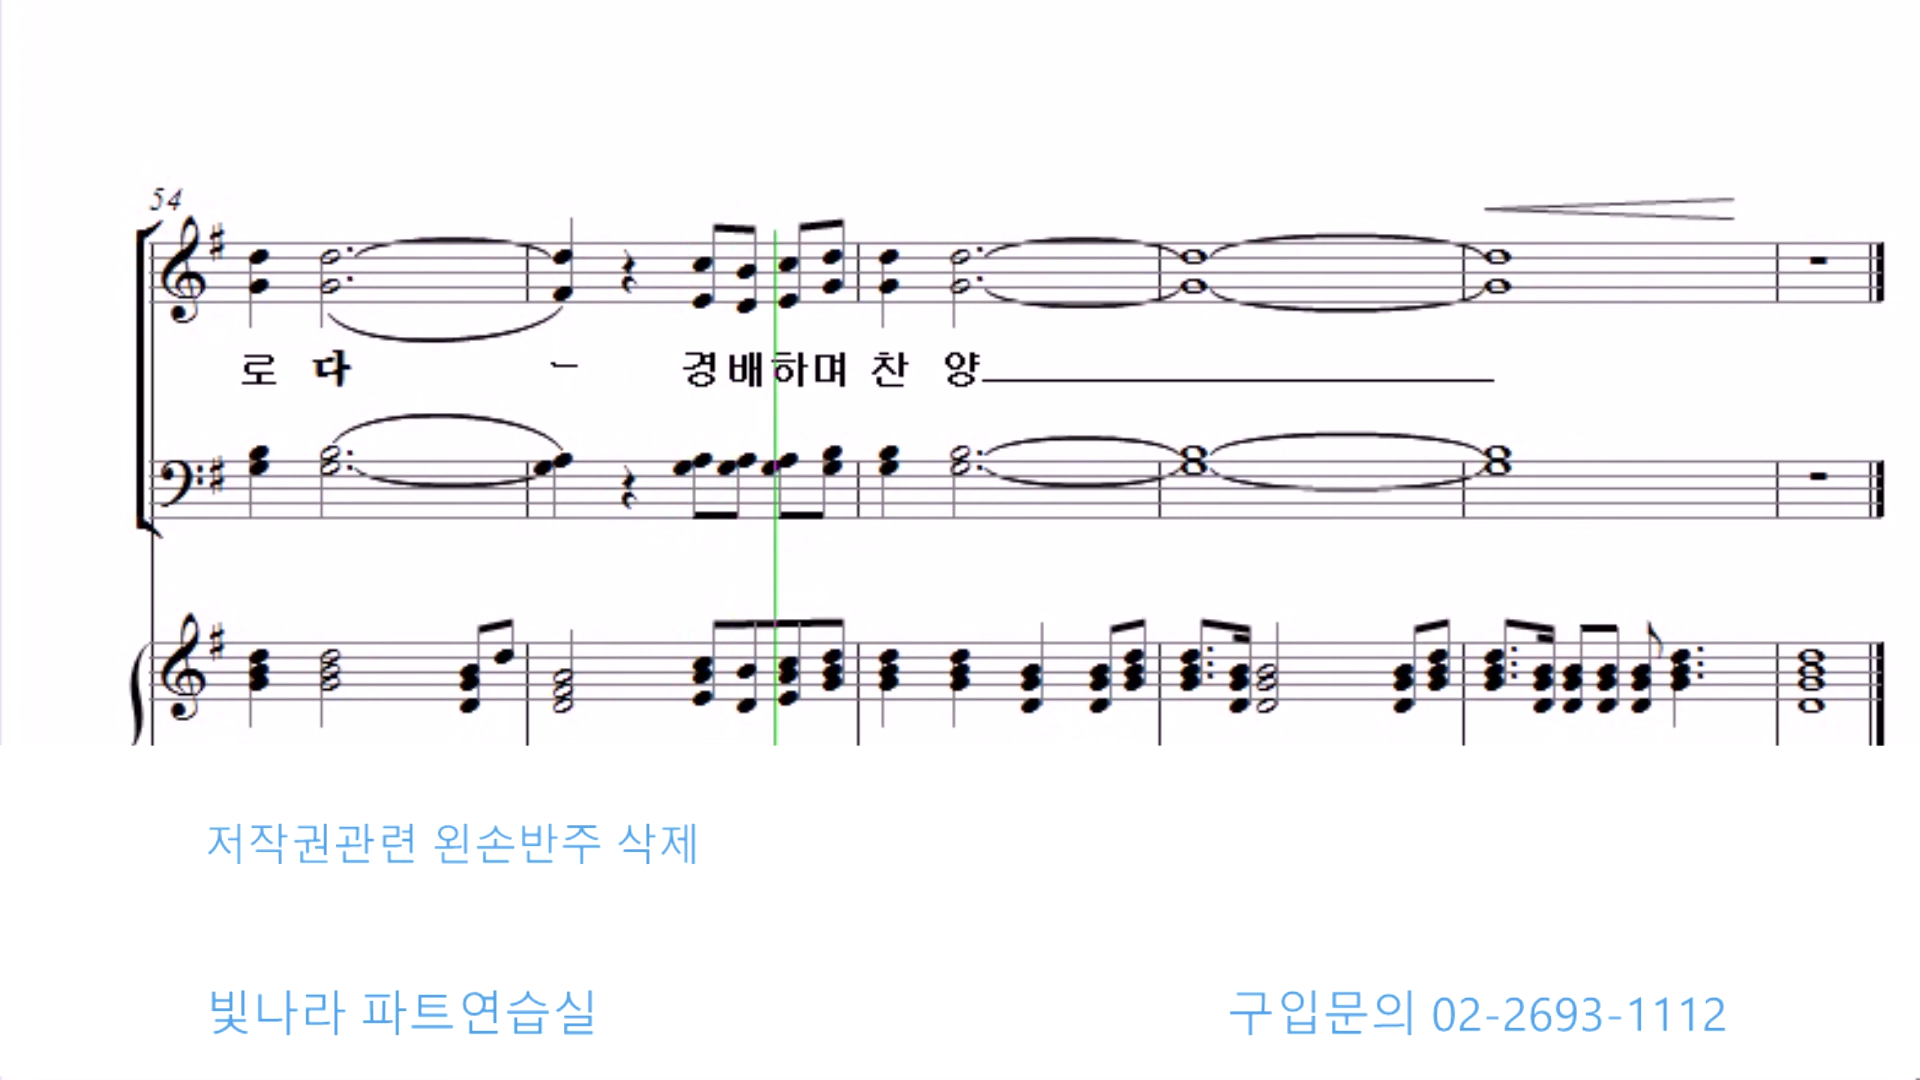 54
로 다 ㅡ 경 배 하 며 찬 양
저작권관련 왼손반주 삭제
빛나라 파트연습실
구입문의 02-2693-1112